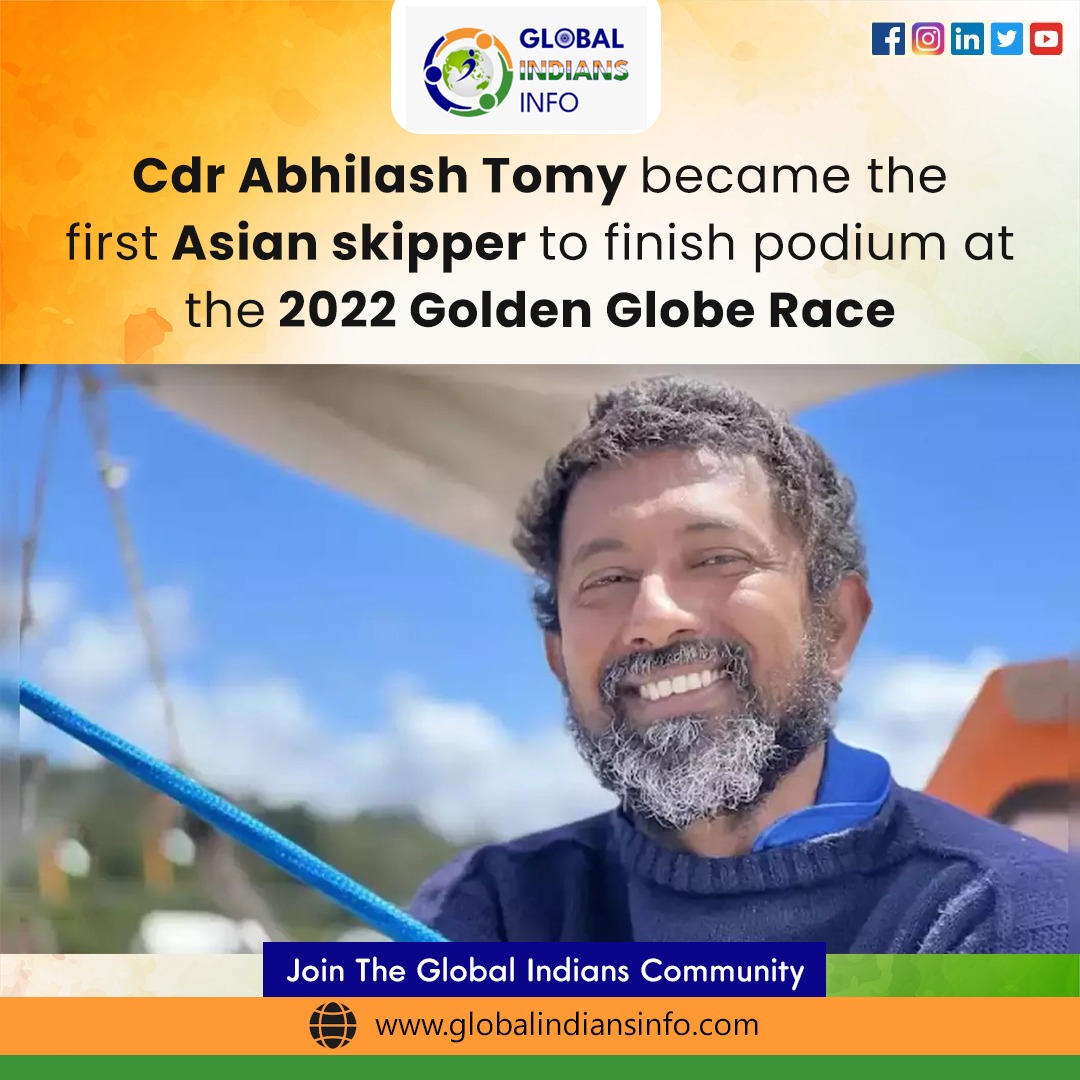 GLOBAL
INDIANS
INFO
Cdr Abhilash Tomy became the
first Asian skipper to finish podium at
the 2022 Golden Globe Race
Join The Global Indians Community
www.globalindiansinfo.com